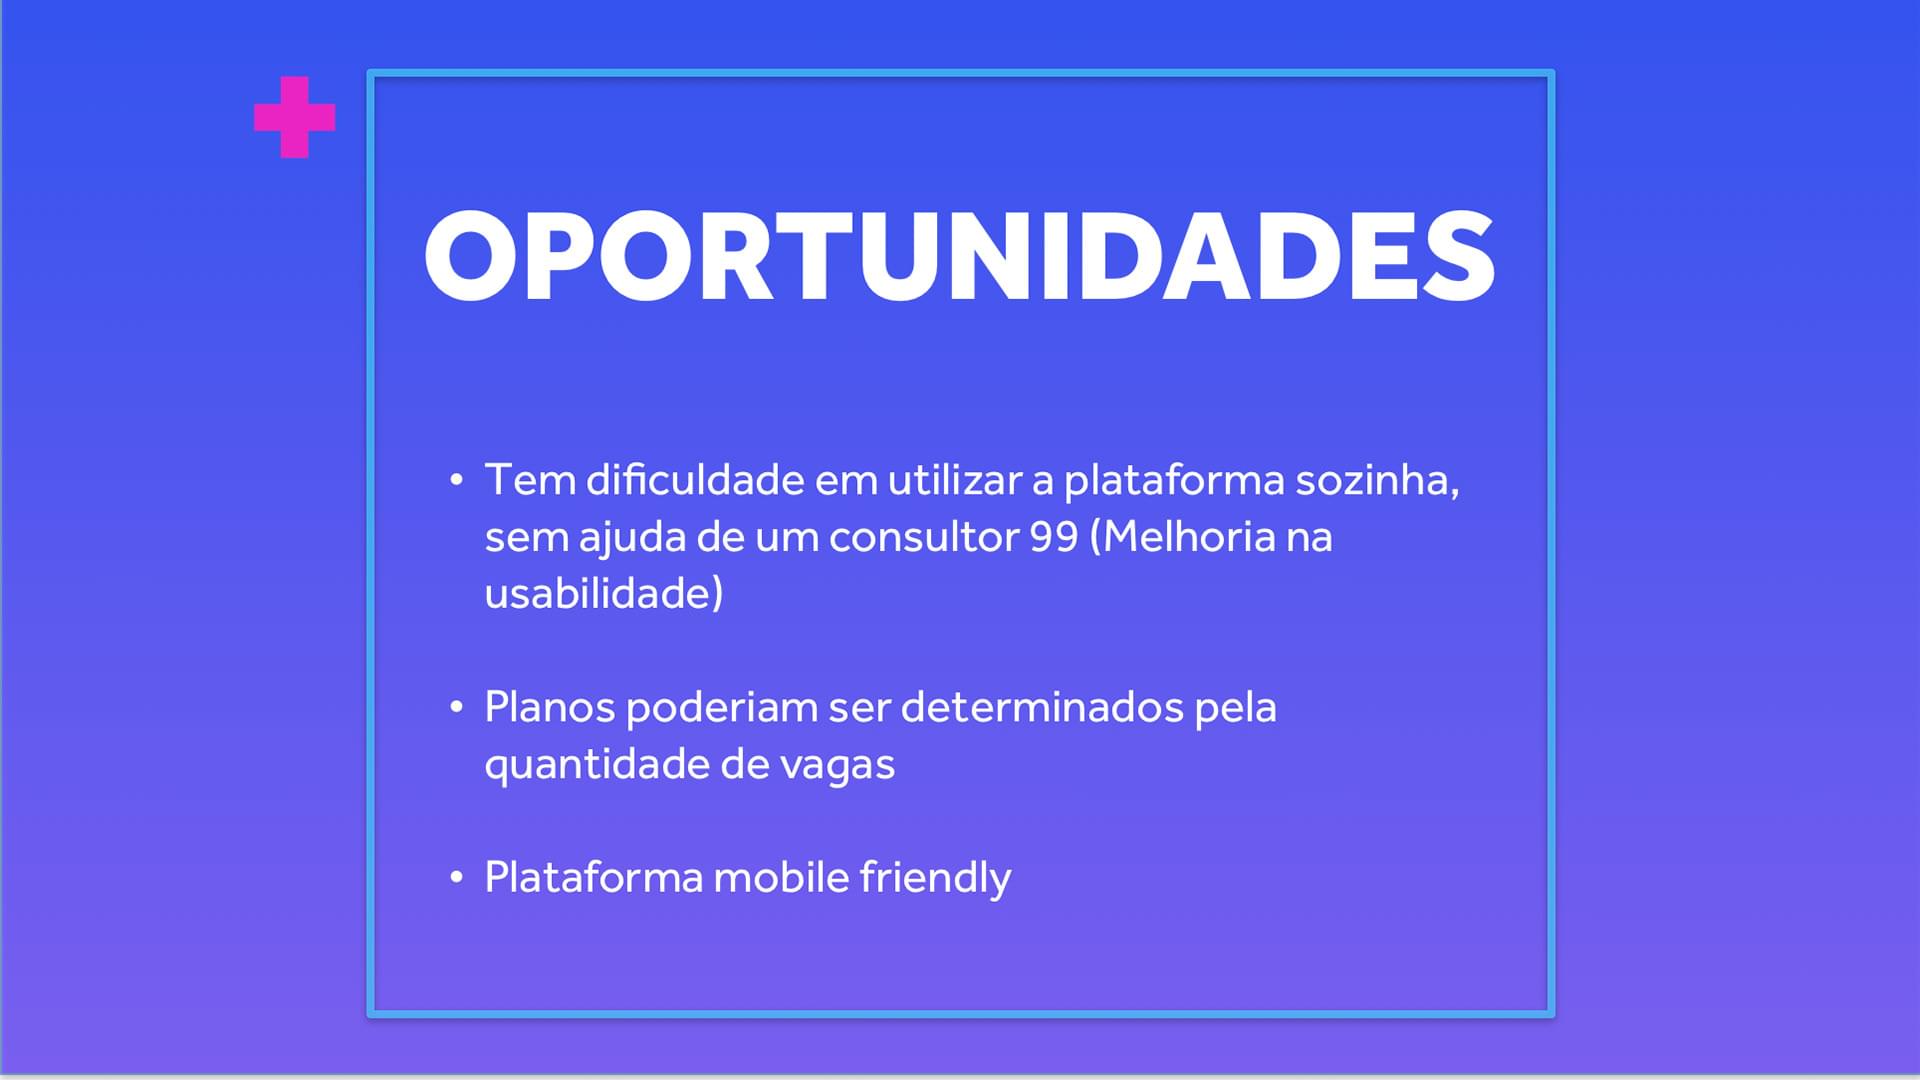 OPORTUNIDADES
• Tem dificuldade em utilizar a plataforma sozinha,
sem ajuda de um consultor 99 (Melhoria na
usabilidade)
• Planos poderiam ser determinados pela
quantidade de vagas
• Plataforma mobile friendly